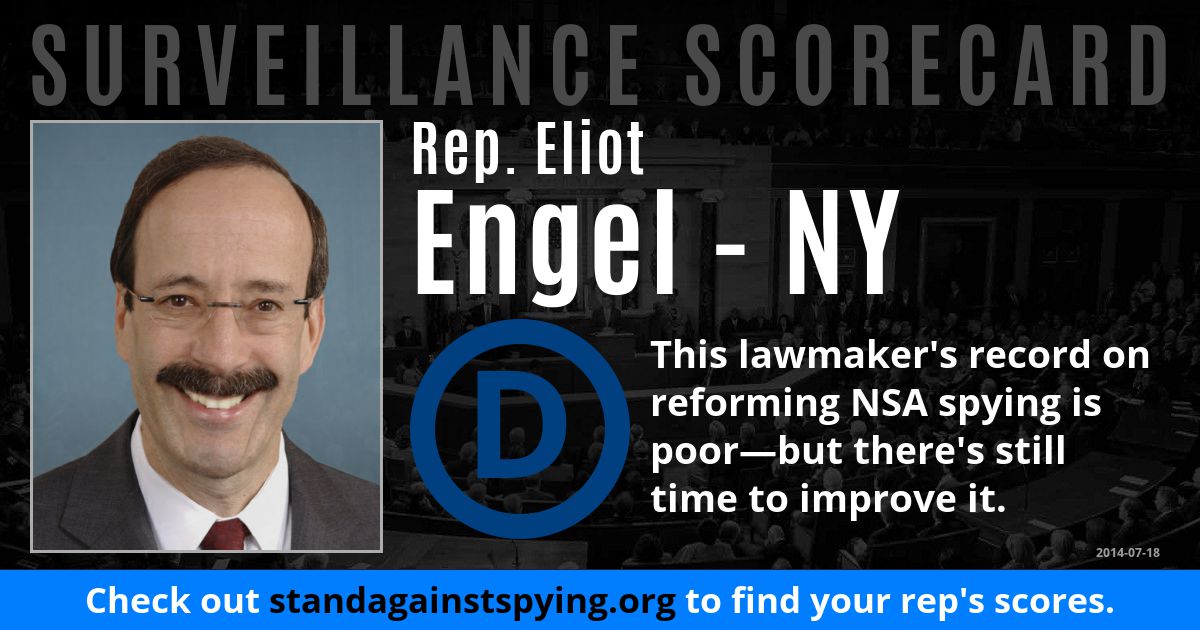 SURVEILLANCE SCORECARD
Rep. Eliot
Engel - NY
D
This lawmaker's record on
reforming NSA spying is
poor—but there's still
time to improve it.
2014-07-18
Check out standagainstspying.org to find your rep's scores.